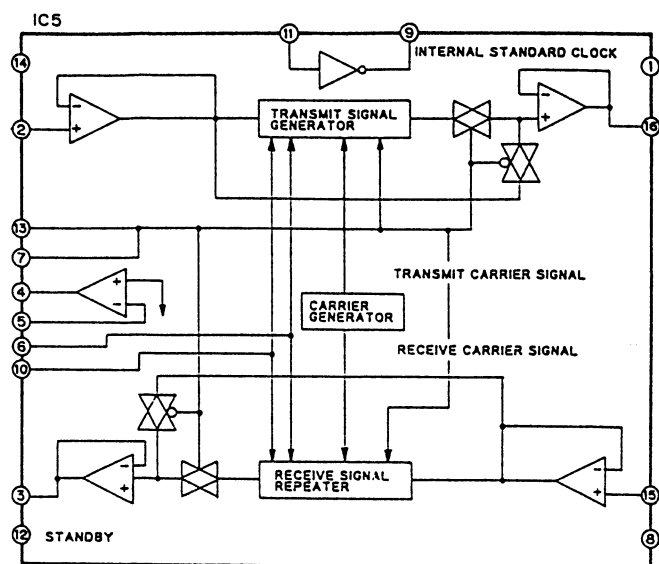 IC5
11
9
INTERNAL STANDARD CLOCK
14
1
-
+
TRANSMIT SIGNAL
GENERATOR
-
+
2
16
13
7
TRANSMIT CARRIER SIGNAL
4
+
-
5
CARRIER
GENERATOR
6
RECEIVE CARRIER SIGNAL
10
-
+
RECEIVE SIGNAL
REPEATER
-
+
3
15
12
STANDBY
8